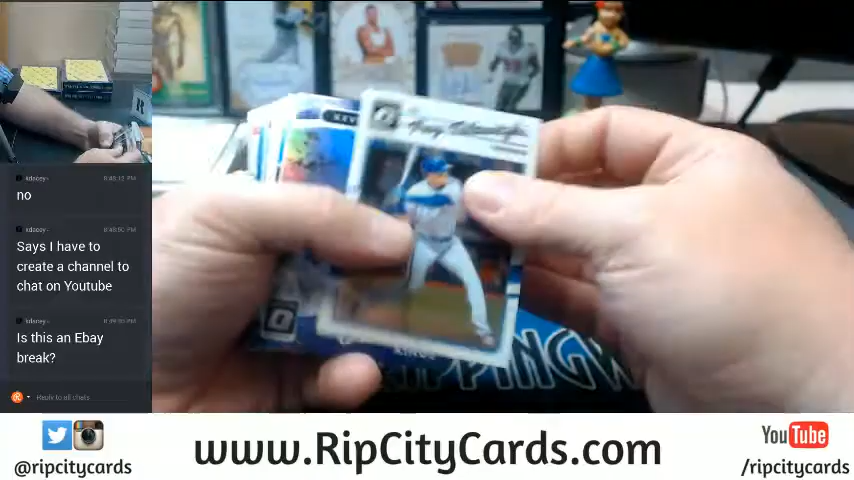 no
Says I have to
create a channel to
chat on Youtube
Is this an Ebay
break?
Reply to all chats
RIPPINGW
@ripcitycards
www.RipCityCards.com
YouTube
/ripcitycards